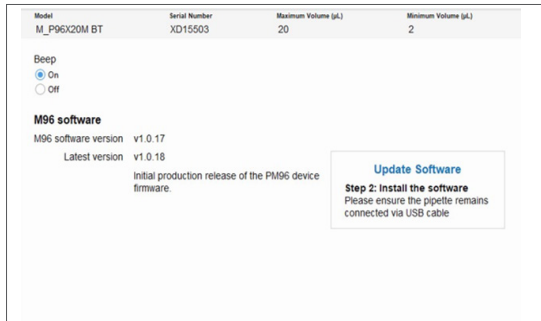 Model Serial Number Maximum Volume (µL) Minimum Volume (µL)
M_P96X20M BT XD15503 20 2
Beep
On
Off
M96 software
M96 software version v1.0.17
Latest version v1.0.18
Initial production release of the PM96 device
firmware.
Update Software
Step 2: Install the software
Please ensure the pipette remains
connected via USB cable